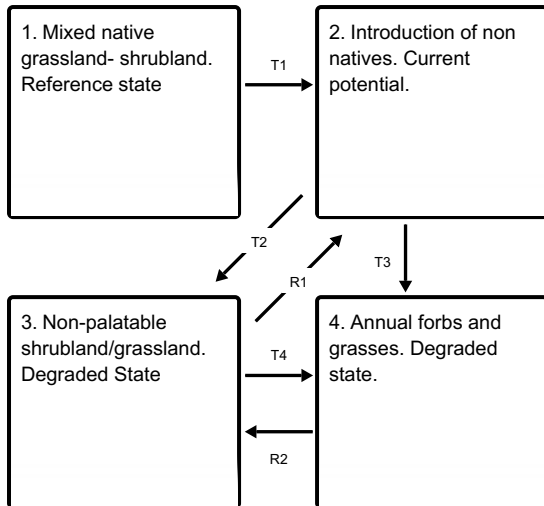 1. Mixed native
grassland- shrubland.
Reference state
T1
2. Introduction of non
natives. Current
potential.
T2
R1
T3
3. Non-palatable
shrubland/grassland.
Degraded State
T4
R2
4. Annual forbs and
grasses. Degraded
state.